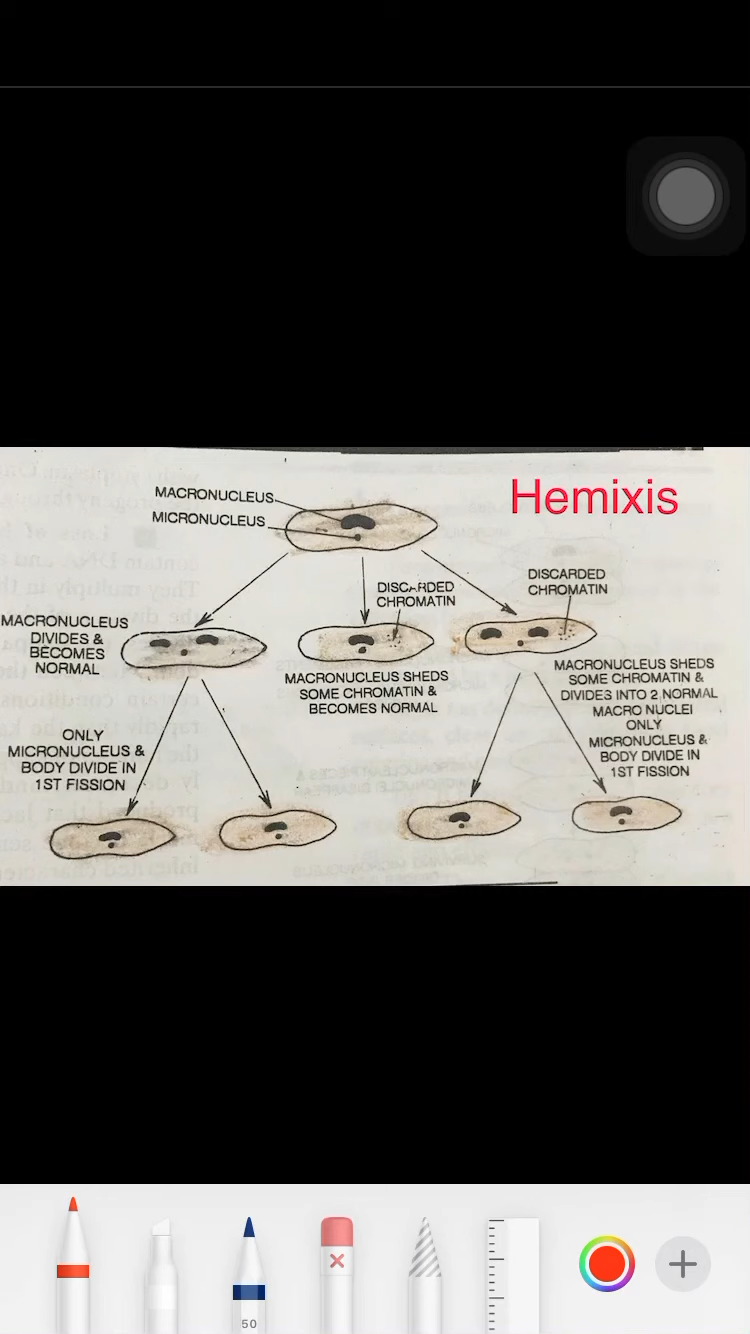 Hemixis
MACRONUCLEUS
MICRONUCLEUS
DISCARDED
CHROMATIN
DISCARDED
CHROMATIN
MACRONUCLEUS
DIVIDES &
BECOMES
NORMAL
MACRONUCLEUS SHEDS
SOME CHROMATIN &
BECOMES NORMAL
MACRONUCLEUS SHEDS
SOME CHROMATIN &
DIVIDES INTO 2 NORMAL
MACRO NUCLEI
ONLY
MICRONUCLEUS &
BODY DIVIDE IN
1ST FISSION
ONLY
MICRONUCLEUS &
BODY DIVIDE IN
1ST FISSION
50